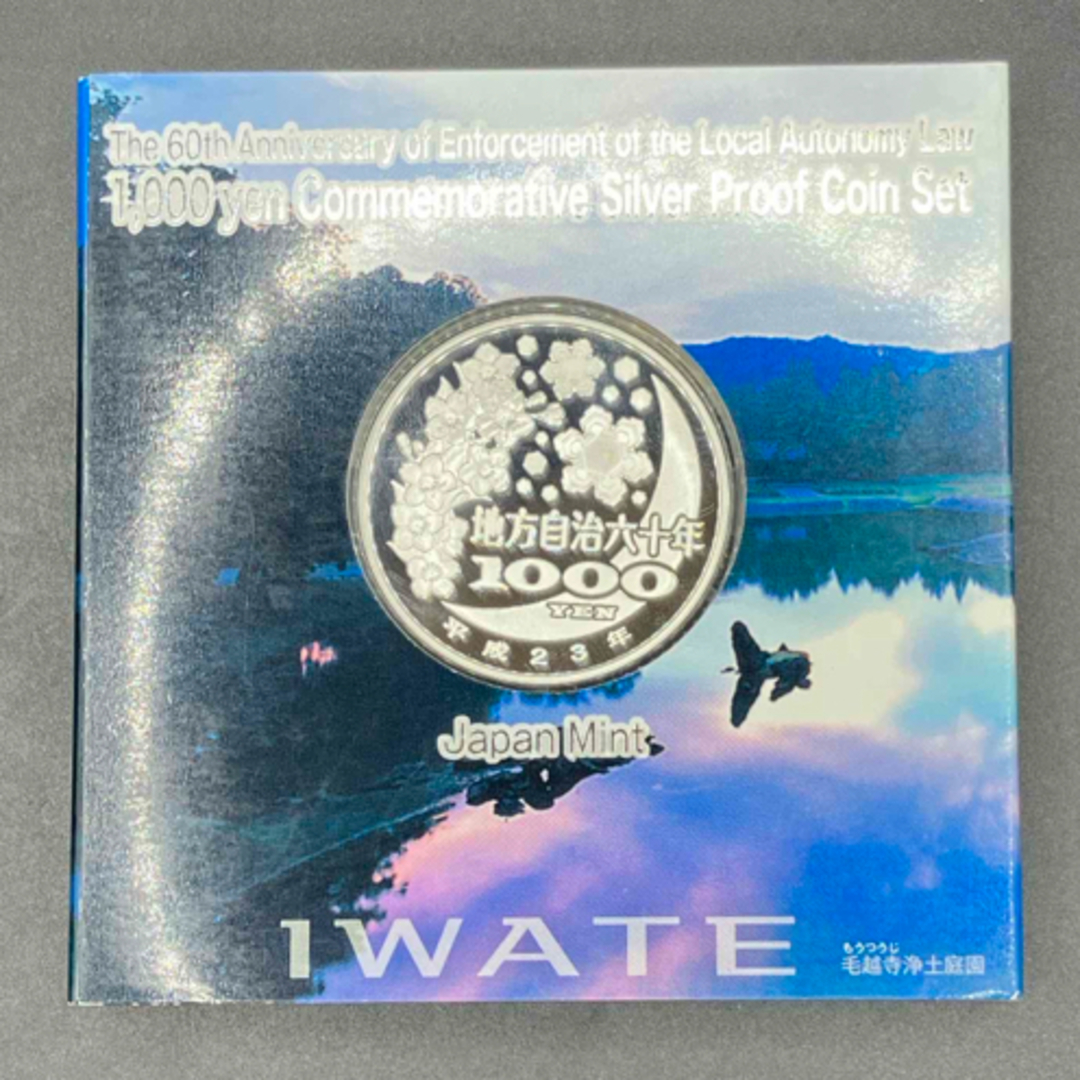 The 60th Anniversary of Enforcement of the Local Autonomy Law
1,000 yen Commemorative Silver Proof Coin Set
地方自治六十年
1000
YEN
平成23年
Japan Mint
IWATE
もうつうじ
毛越寺浄土庭園